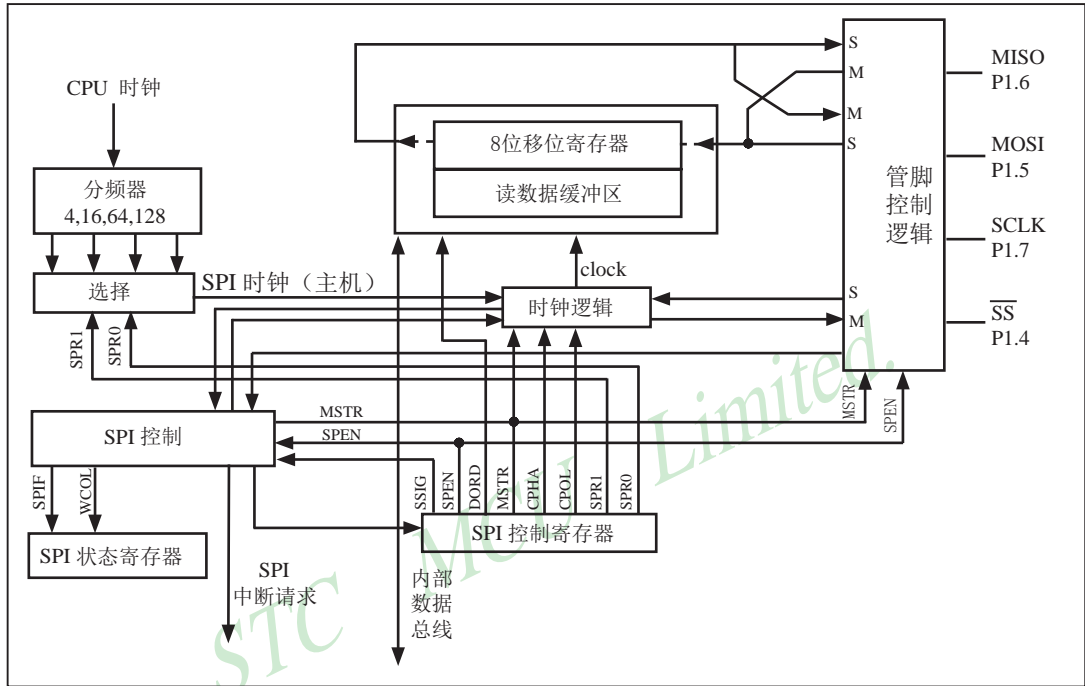 CPU 时钟
分频器
4,16,64,128
选择
SPR1
SPR0
SPI 时钟（主机）
8位移位寄存器
读数据缓冲区
clock
时钟逻辑
S
M
M
S
S
M
管脚
控制
逻辑
MISO
P1.6
MOSI
P1.5
SCLK
P1.7
SS
P1.4
MSTR
SPEN
SPI 控制
MSTR
SPEN
SPIF
WCOL
SPI 状态寄存器
SSIG
SPEN
DORD
MSTR
CPHA
CPOL
SPR1
SPR0
SPI 控制寄存器
SPI
中断请求
内部
数据
总线
STC MCU Limited.